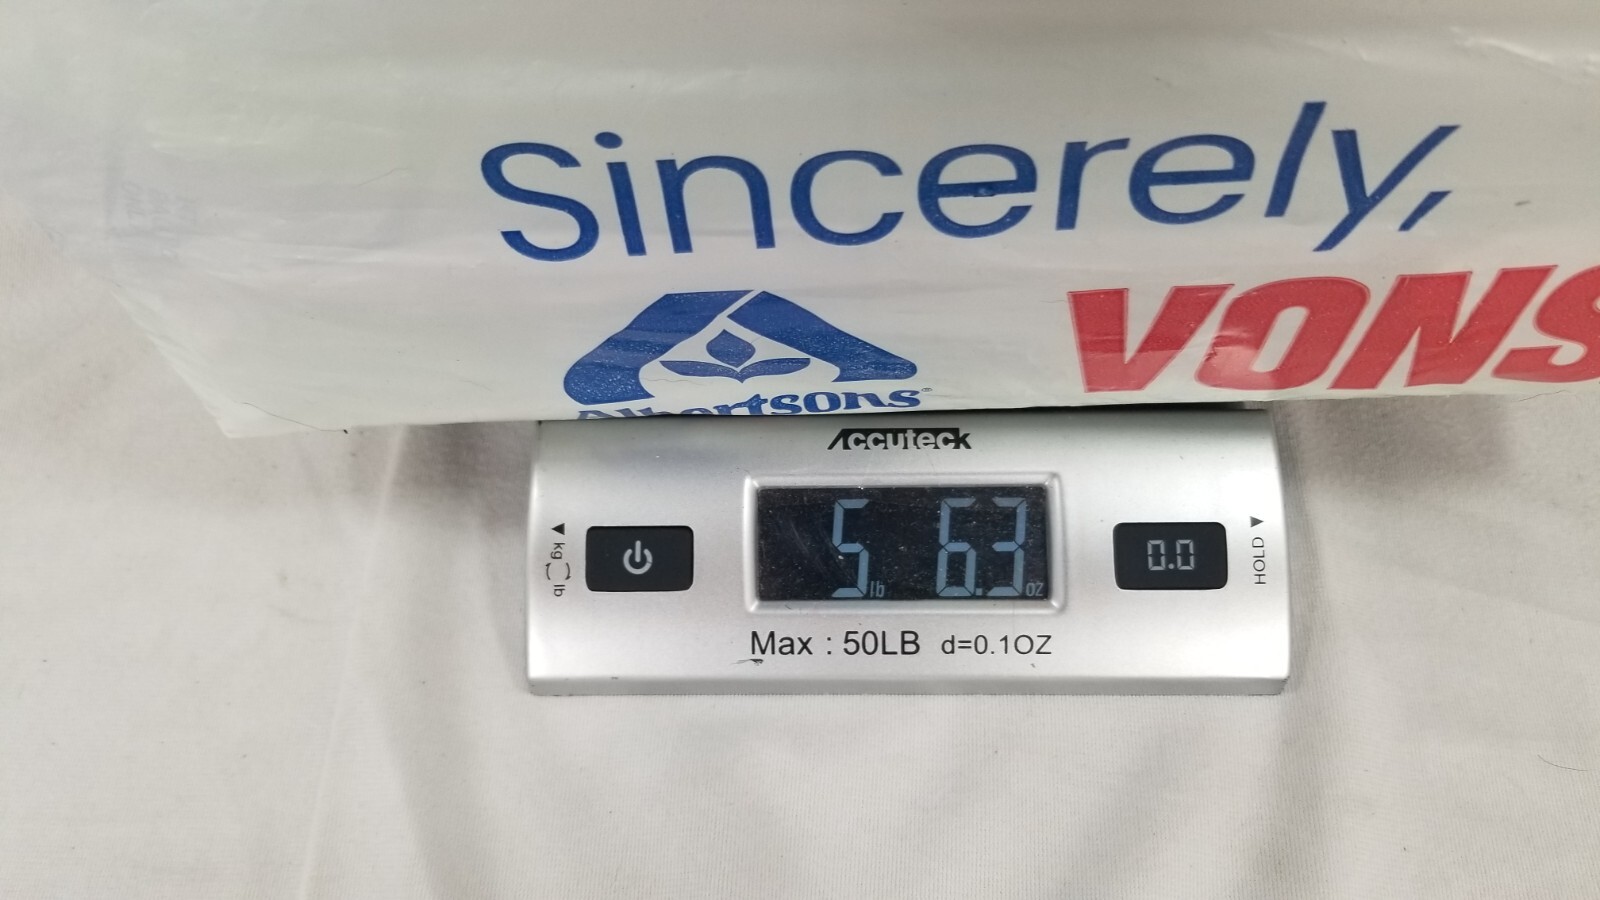 Sincerely,
Albertsons
VONS
Accuteck
5 lb 6.3 oz
kg lb
0.0
HOLD
Max : 50LB d=0.1OZ